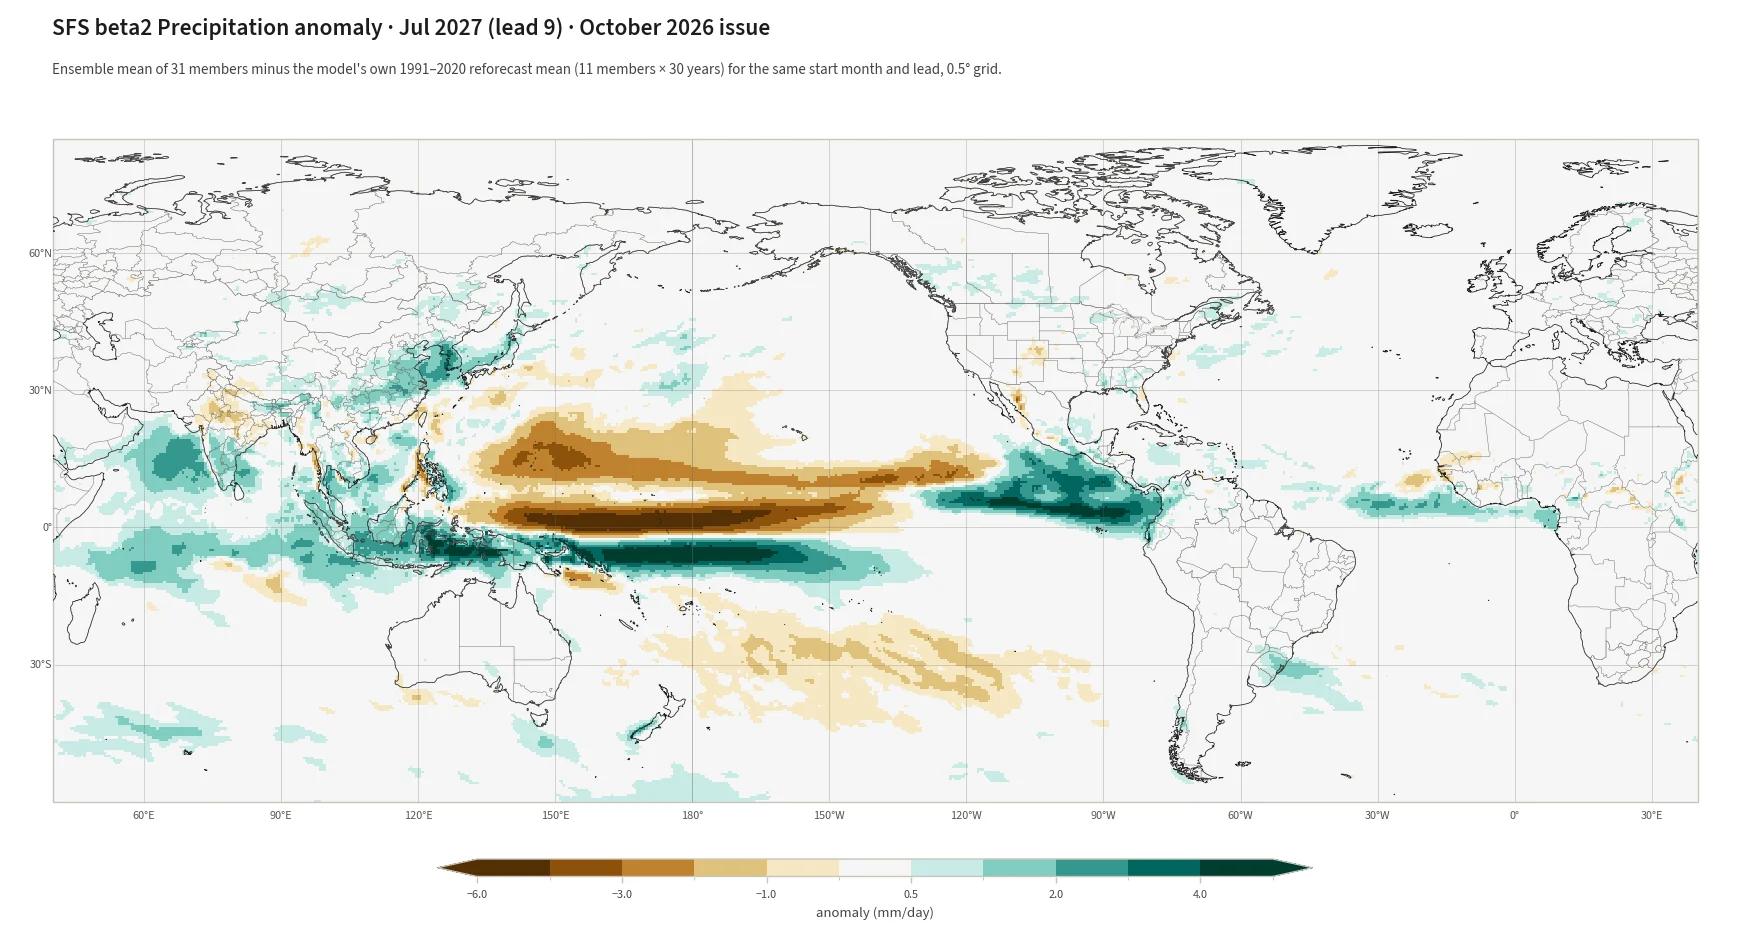 SFS beta2 Precipitation anomaly · Jul 2027 (lead 9) · October 2026 issue
Ensemble mean of 31 members minus the model's own 1991–2020 reforecast mean (11 members × 30 years) for the same start month and lead, 0.5° grid.
60°N
30°N
0°
30°S
60°E
90°E
120°E
150°E
180°
150°W
120°W
90°W
60°W
30°W
0°
30°E
−6.0
−3.0
−1.0
0.5
2.0
4.0
anomaly (mm/day)